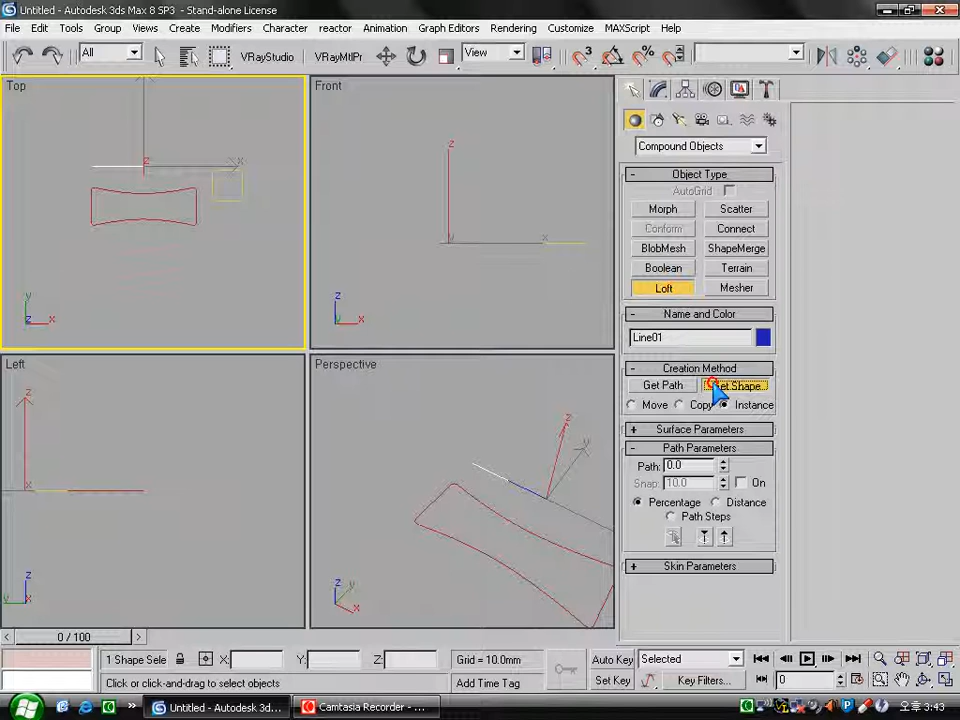 Untitled - Autodesk 3ds Max 8 SP3 - Stand-alone License
File Edit Tools Group Views Create Modifiers Character reactor Animation Graph Editors Rendering Customize MAXScript Help
All VRayStudio VRayMtlPr View
Top
Front
Left
Perspective
Compound Objects
- Object Type
AutoGrid
Morph Scatter
Conform Connect
BlobMesh ShapeMerge
Boolean Terrain
Loft Mesher
- Name and Color
Line01
- Creation Method
Get Path Get Shape
Move Copy Instance
+ Surface Parameters
- Path Parameters
Path: 0.0
Snap: 10.0 On
Percentage Distance
Path Steps
+ Skin Parameters
0 / 100
1 Shape Sele X: Y: Z: Grid = 10.0mm Auto Key Selected
Click or click-and-drag to select objects Add Time Tag Set Key Key Filters... 0
Untitled - Autodesk 3d... Camtasia Recorder - ... 오후 3:43